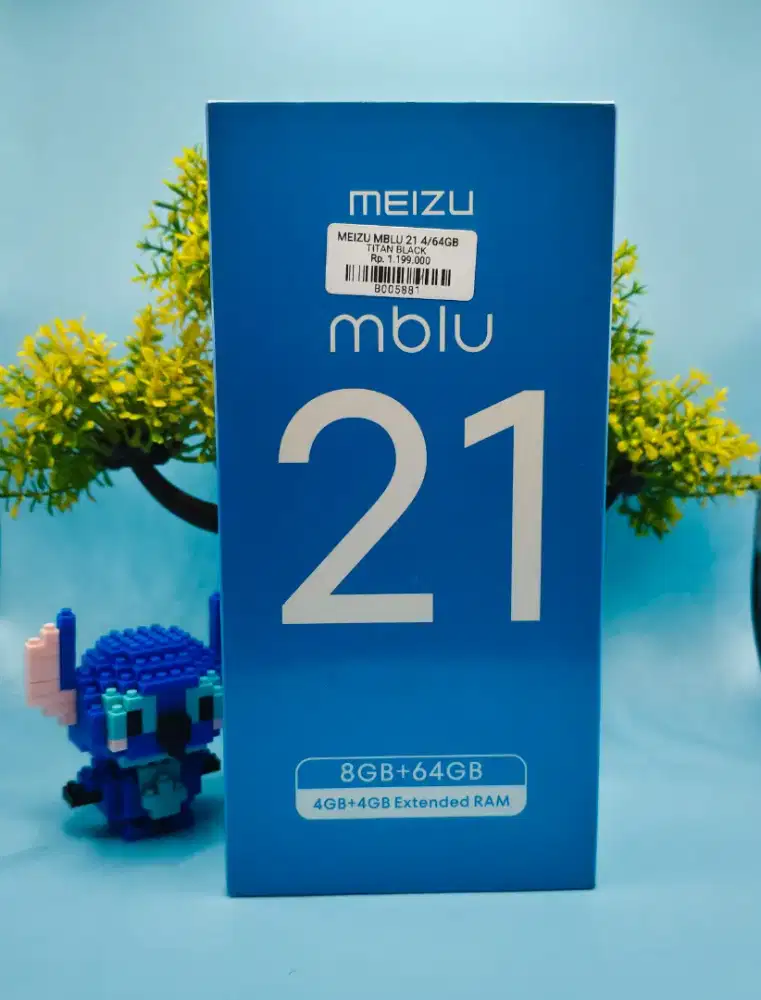 MEIZU
MEIZU MBLU 21 4/64GB
TITAN BLACK
Rp. 1.199.000
B005881
mblu
21
8GB+64GB
4GB+4GB Extended RAM